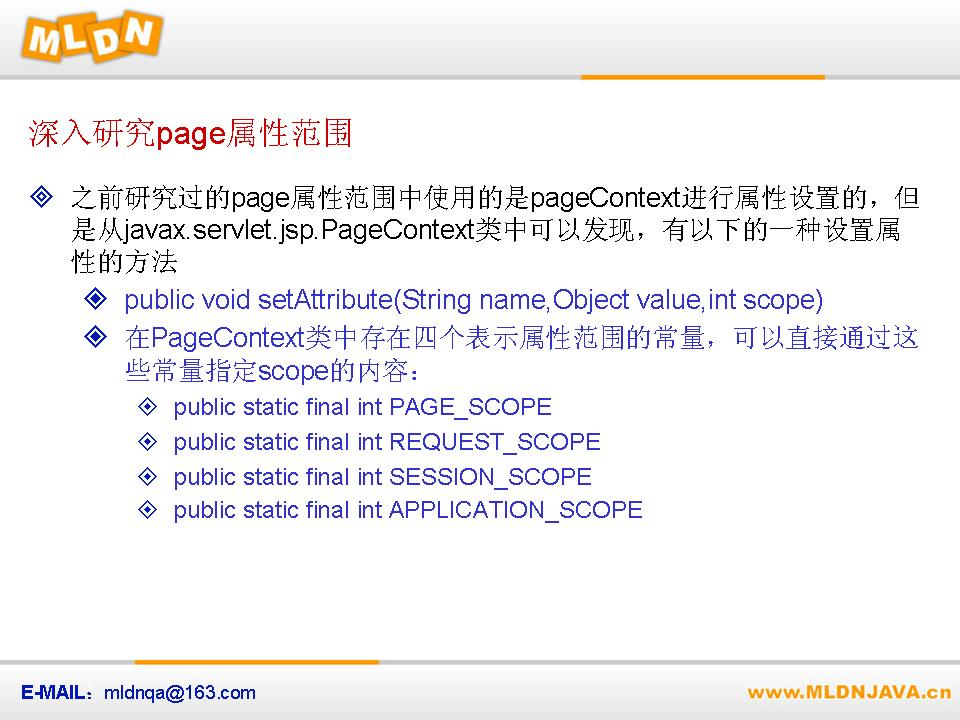 MLDN
深入研究page属性范围
之前研究过的page属性范围中使用的是pageContext进行属性设置的，但
是从javax.servlet.jsp.PageContext类中可以发现，有以下的一种设置属
性的方法
public void setAttribute(String name,Object value,int scope)
在PageContext类中存在四个表示属性范围的常量，可以直接通过这
些常量指定scope的内容：
public static final int PAGE_SCOPE
public static final int REQUEST_SCOPE
public static final int SESSION_SCOPE
public static final int APPLICATION_SCOPE
E-MAIL：mldnqa@163.com
www.MLDNJAVA.cn